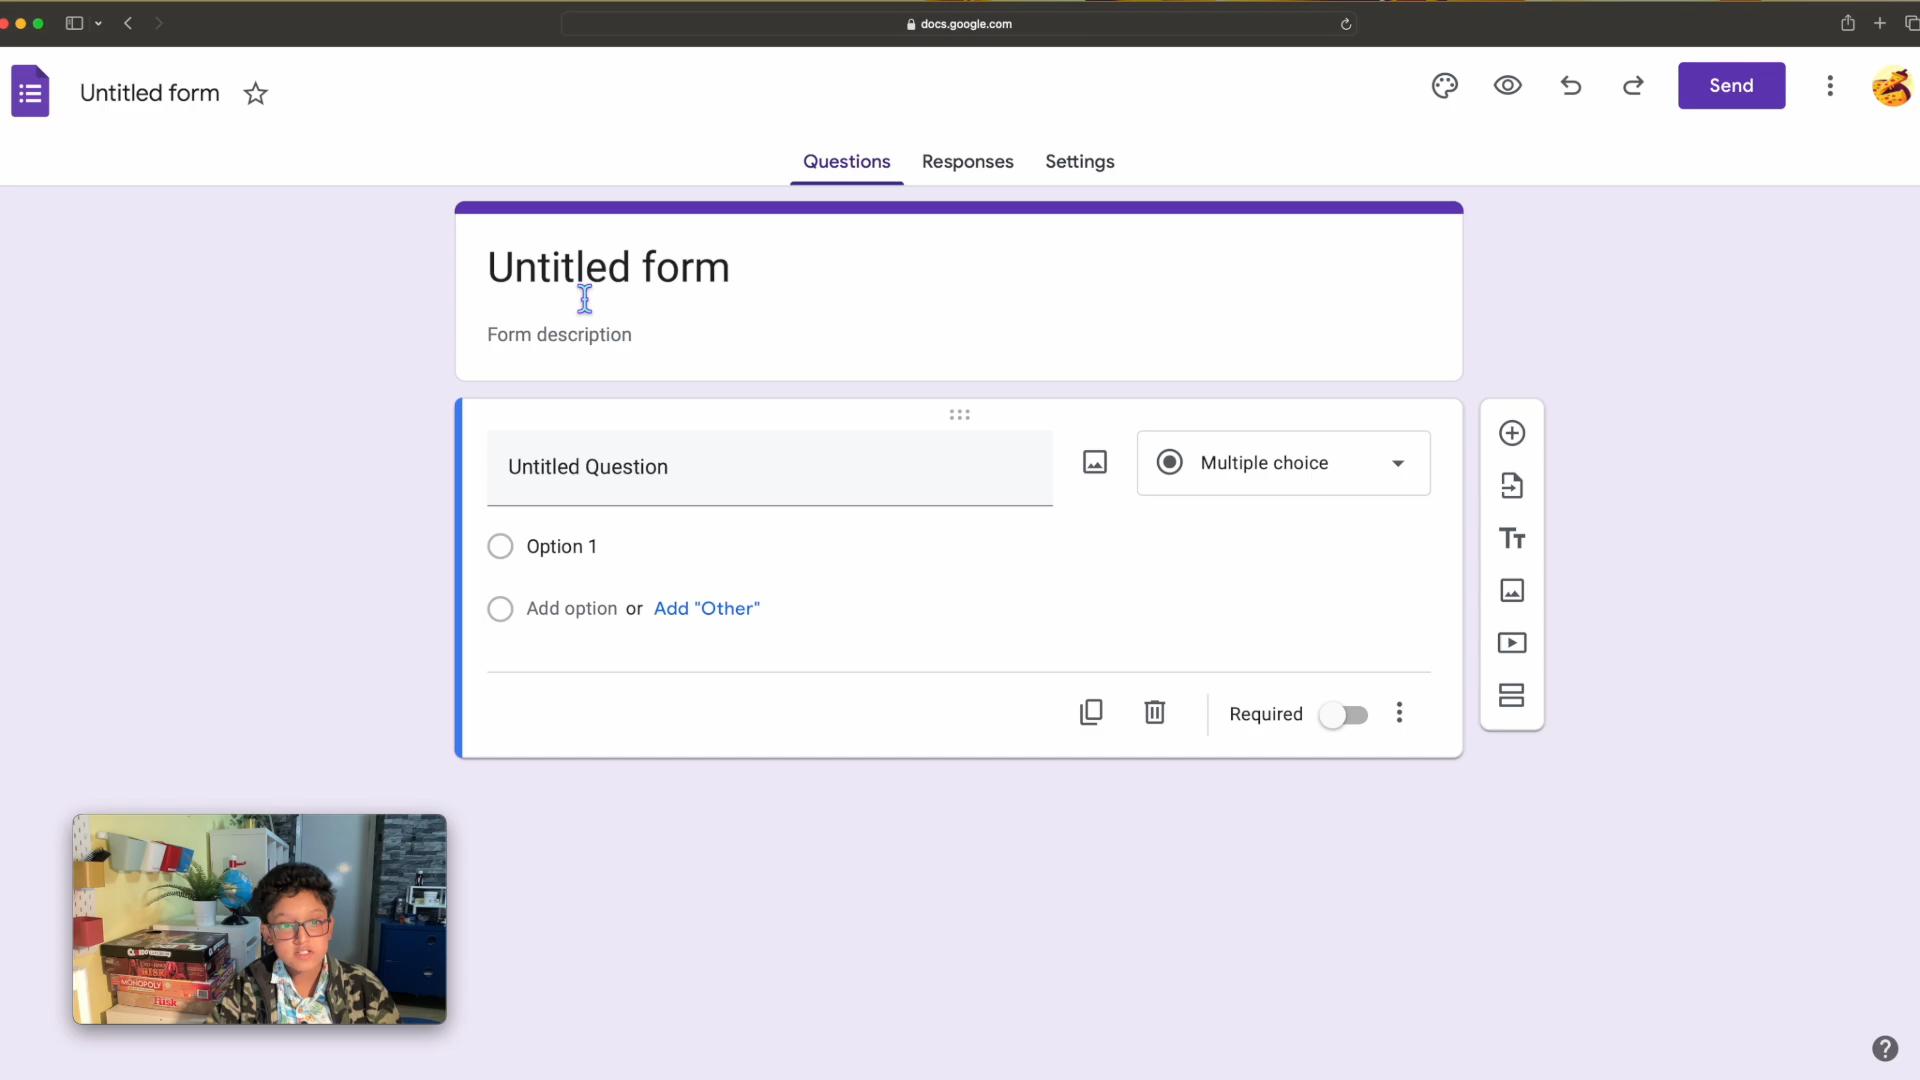 docs.google.com
Untitled form
Send
Questions Responses Settings
Untitled form
Form description
Untitled Question
Multiple choice
Option 1
Add option or Add "Other"
Required
RISK
MONOPOLY
Risk